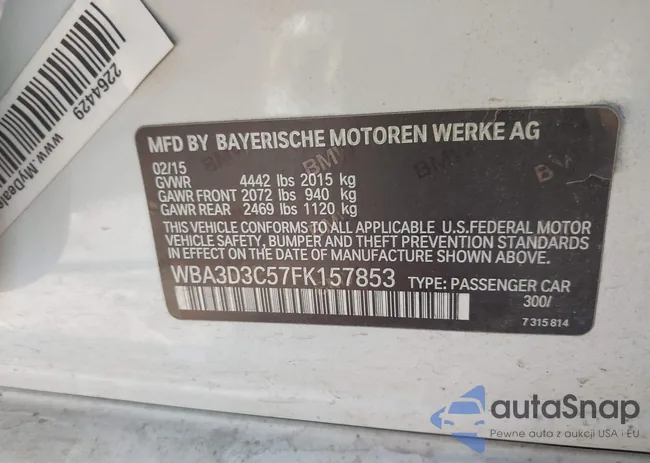 2264429
www.MyDeale
MFD BY BAYERISCHE MOTOREN WERKE AG
02/15
GVWR 4442 lbs 2015 kg
GAWR FRONT 2072 lbs 940 kg
GAWR REAR 2469 lbs 1120 kg
THIS VEHICLE CONFORMS TO ALL APPLICABLE U.S.FEDERAL MOTOR
VEHICLE SAFETY, BUMPER AND THEFT PREVENTION STANDARDS
IN EFFECT ON THE DATE OF MANUFACTURE SHOWN ABOVE.
WBA3D3C57FK157853 TYPE: PASSENGER CAR
300/
7 315 814
autoSnap
Pewne auto z aukcji USA i EU